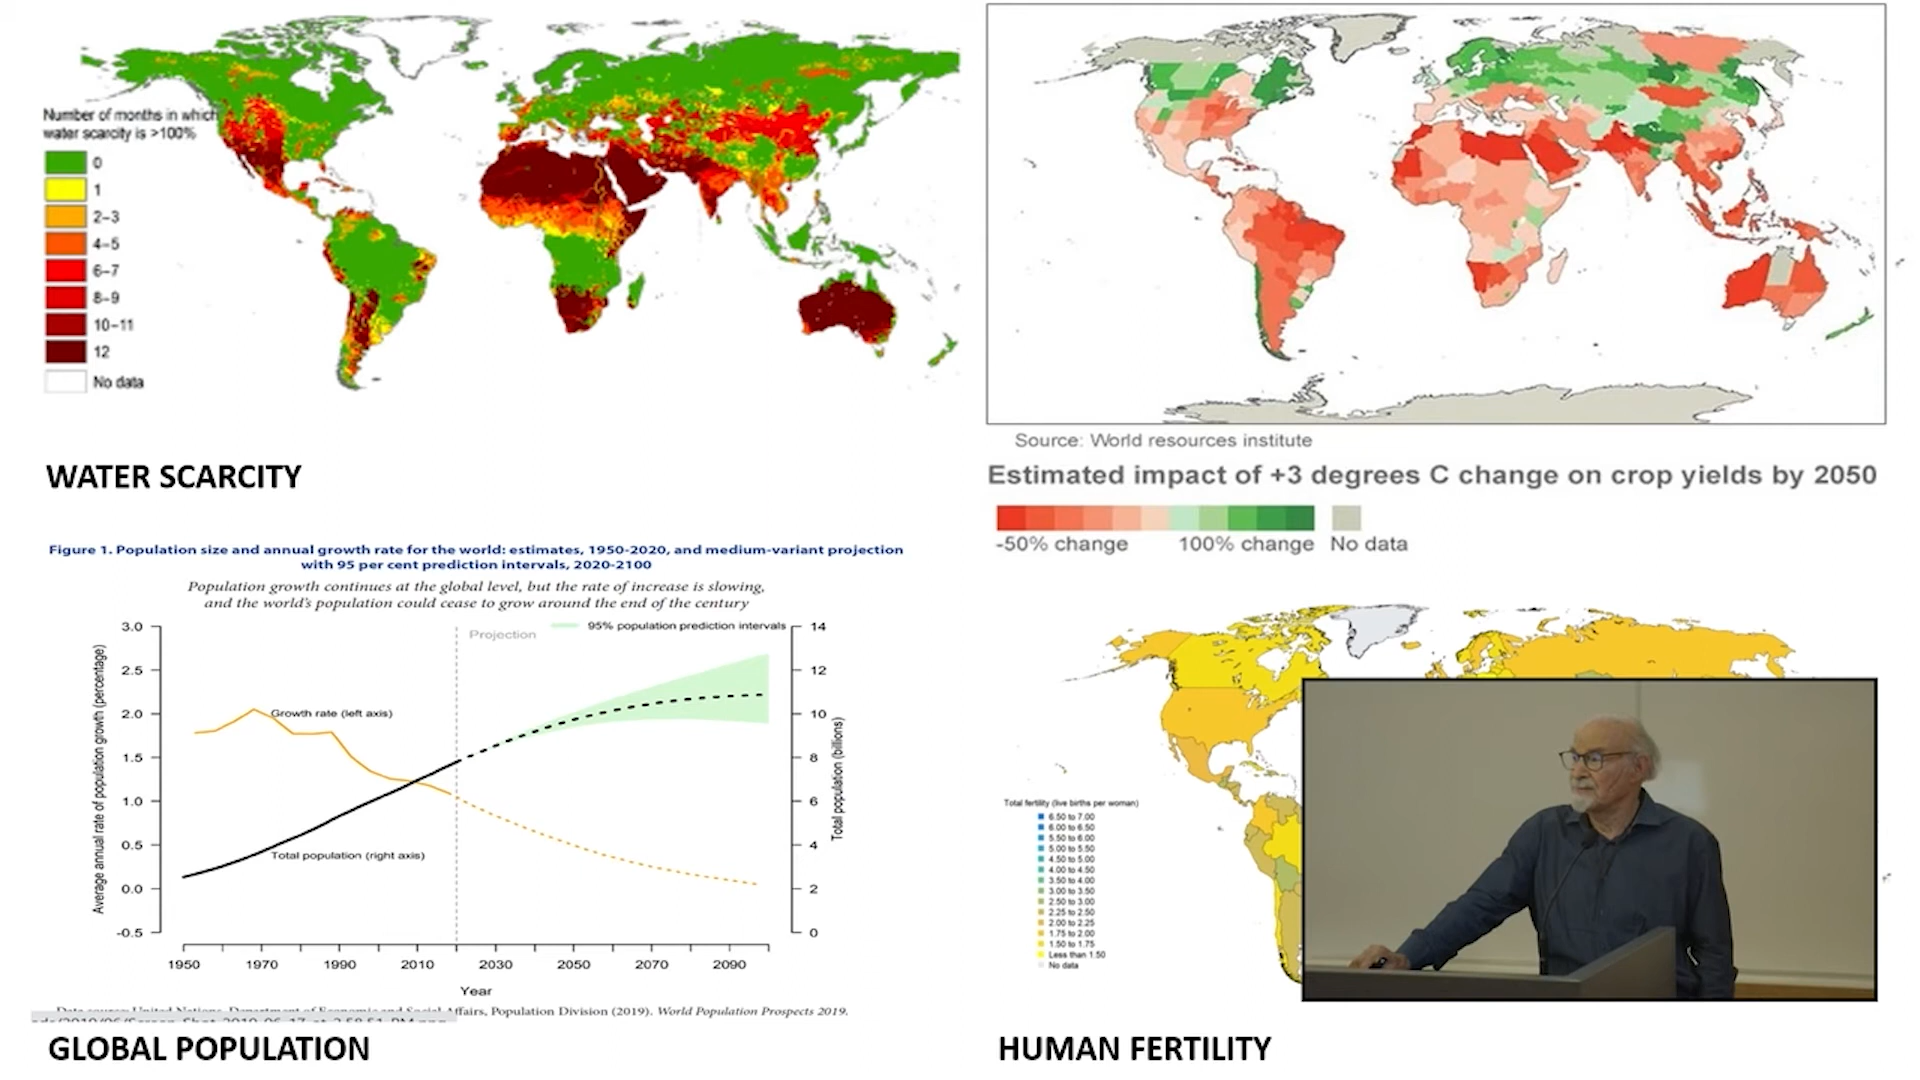 Number of months in which
water scarcity is >100%
0
1
2–3
4–5
6–7
8–9
10–11
12
No data
WATER SCARCITY
Source: World resources institute
Estimated impact of +3 degrees C change on crop yields by 2050
-50% change 100% change No data
Figure 1. Population size and annual growth rate for the world: estimates, 1950-2020, and medium-variant projection
with 95 per cent prediction intervals, 2020-2100
Population growth continues at the global level, but the rate of increase is slowing,
and the world's population could cease to grow around the end of the century
Projection
95% population prediction intervals
Average annual rate of population growth (percentage)
3.0
2.5
2.0
1.5
1.0
0.5
0.0
-0.5
Growth rate (left axis)
Total population (right axis)
14
12
10
8
6
4
2
0
Total population (billions)
1950 1970 1990 2010 2030 2050 2070 2090
Year
Data source: United Nations, Department of Economic and Social Affairs, Population Division (2019). World Population Prospects 2019.
GLOBAL POPULATION
Total fertility (live births per woman)
6.50 to 7.00
6.00 to 6.50
5.50 to 6.00
5.00 to 5.50
4.50 to 5.00
4.00 to 4.50
3.50 to 4.00
3.00 to 3.50
2.50 to 3.00
2.25 to 2.50
2.00 to 2.25
1.75 to 2.00
1.50 to 1.75
Less than 1.50
No data
HUMAN FERTILITY